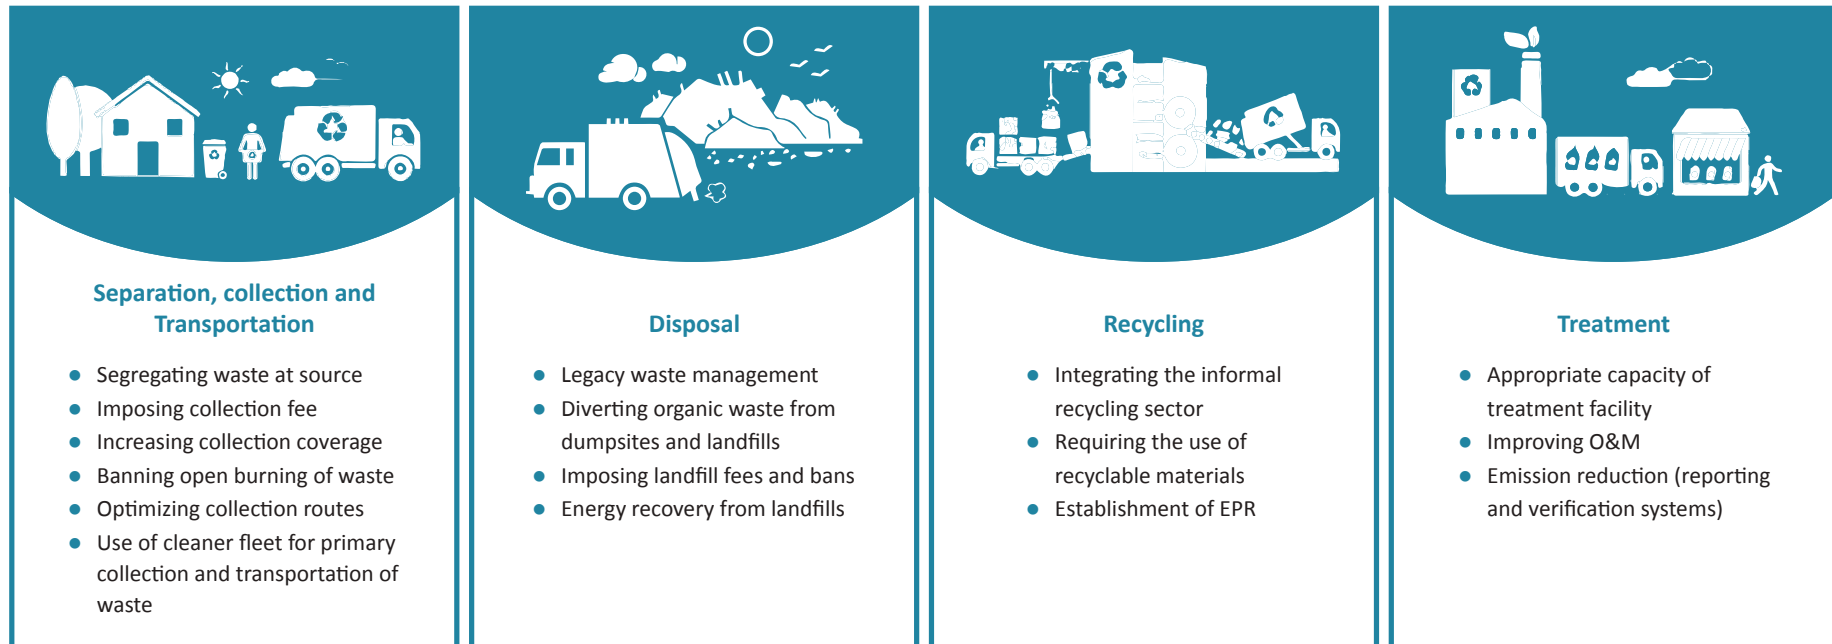 Separation, collection and
Transportation
● Segregating waste at source
● Imposing collection fee
● Increasing collection coverage
● Banning open burning of waste
● Optimizing collection routes
● Use of cleaner fleet for primary
collection and transportation of
waste
Disposal
● Legacy waste management
● Diverting organic waste from
dumpsites and landfills
● Imposing landfill fees and bans
● Energy recovery from landfills
Recycling
● Integrating the informal
recycling sector
● Requiring the use of
recyclable materials
● Establishment of EPR
Treatment
● Appropriate capacity of
treatment facility
● Improving O&M
● Emission reduction (reporting
and verification systems)